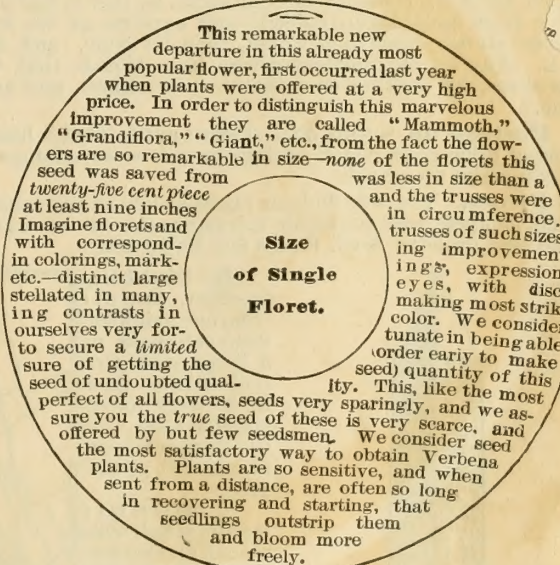 This remarkable new
departure in this already most
popular flower, first occurred last year
when plants were offered at a very high
price. In order to distinguish this marvelous
improvement they are called "Mammoth,"
"Grandiflora," "Giant," etc., from the fact the flow-
ers are so remarkable in size—none of the florets this
seed was saved from was less in size than a
twenty-five cent piece and the trusses were
at least nine inches in circumference.
Imagine florets and trusses of such sizes
with correspond- ing improvement
in colorings, mark- ings, expression
etc.—distinct large eyes, with disc
stellated in many, making most strik
ing contrasts in color. We consider
ourselves very for- tunate in being able
to secure a limited order early to make
sure of getting the seed) quantity of this
seed of undoubted qual- ity. This, like the most
perfect of all flowers, seeds very sparingly, and we as-
sure you the true seed of these is very scarce, and
offered by but few seedsmen. We consider seed
the most satisfactory way to obtain Verbena
plants. Plants are so sensitive, and when
sent from a distance, are often so long
in recovering and starting, that
seedlings outstrip them
and bloom more
freely.
Size
of Single
Floret.